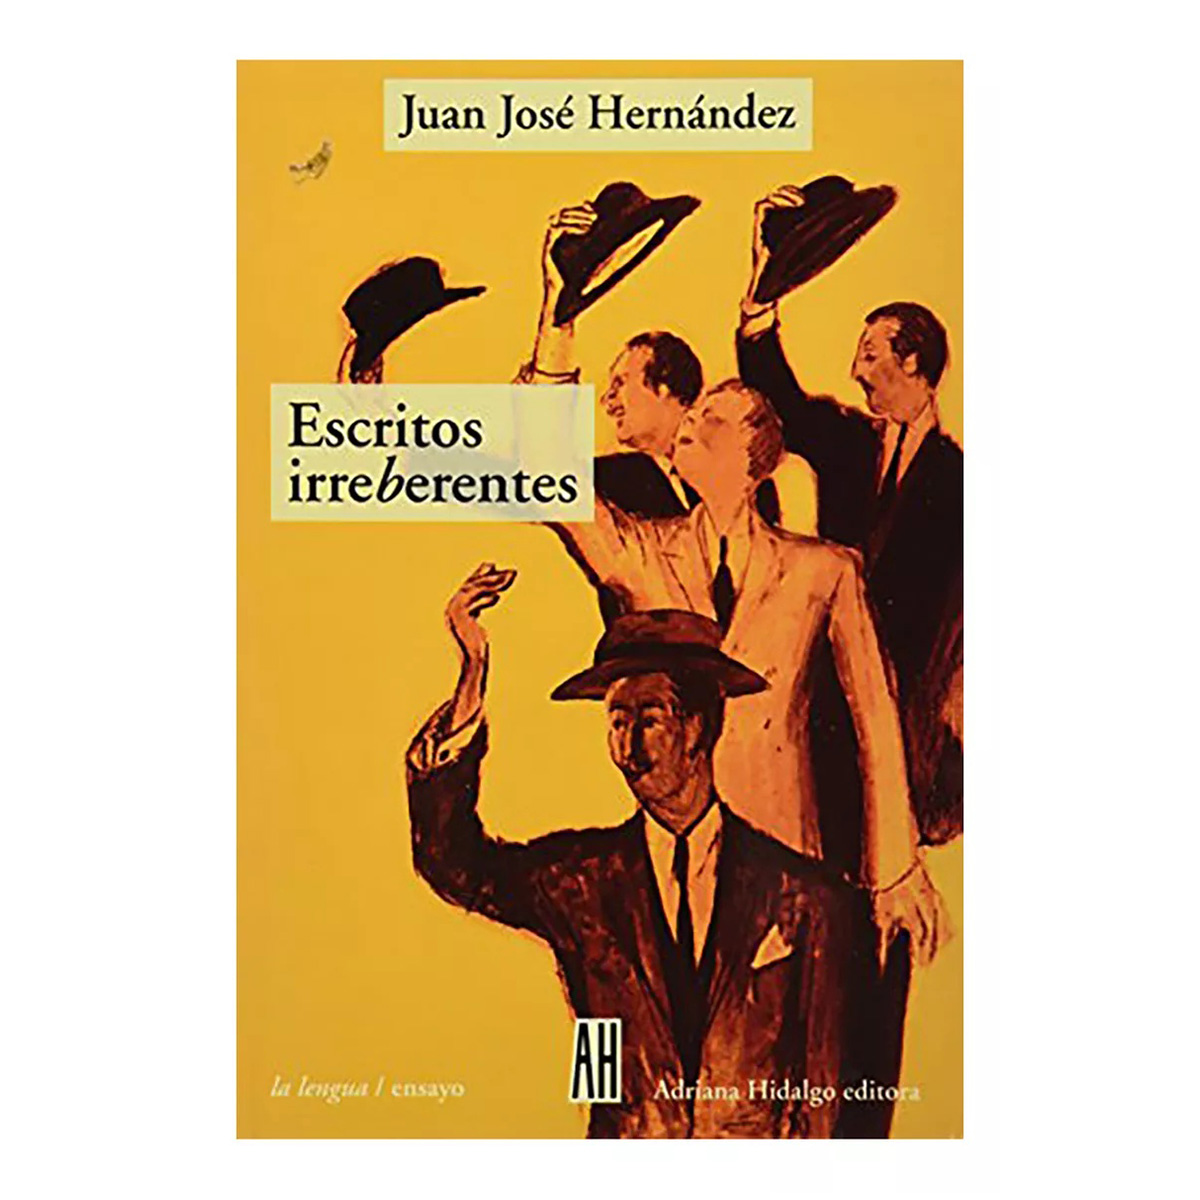 Juan José Hernández
Escritos
irreberentes
la lengua / ensayo
AH
Adriana Hidalgo editora